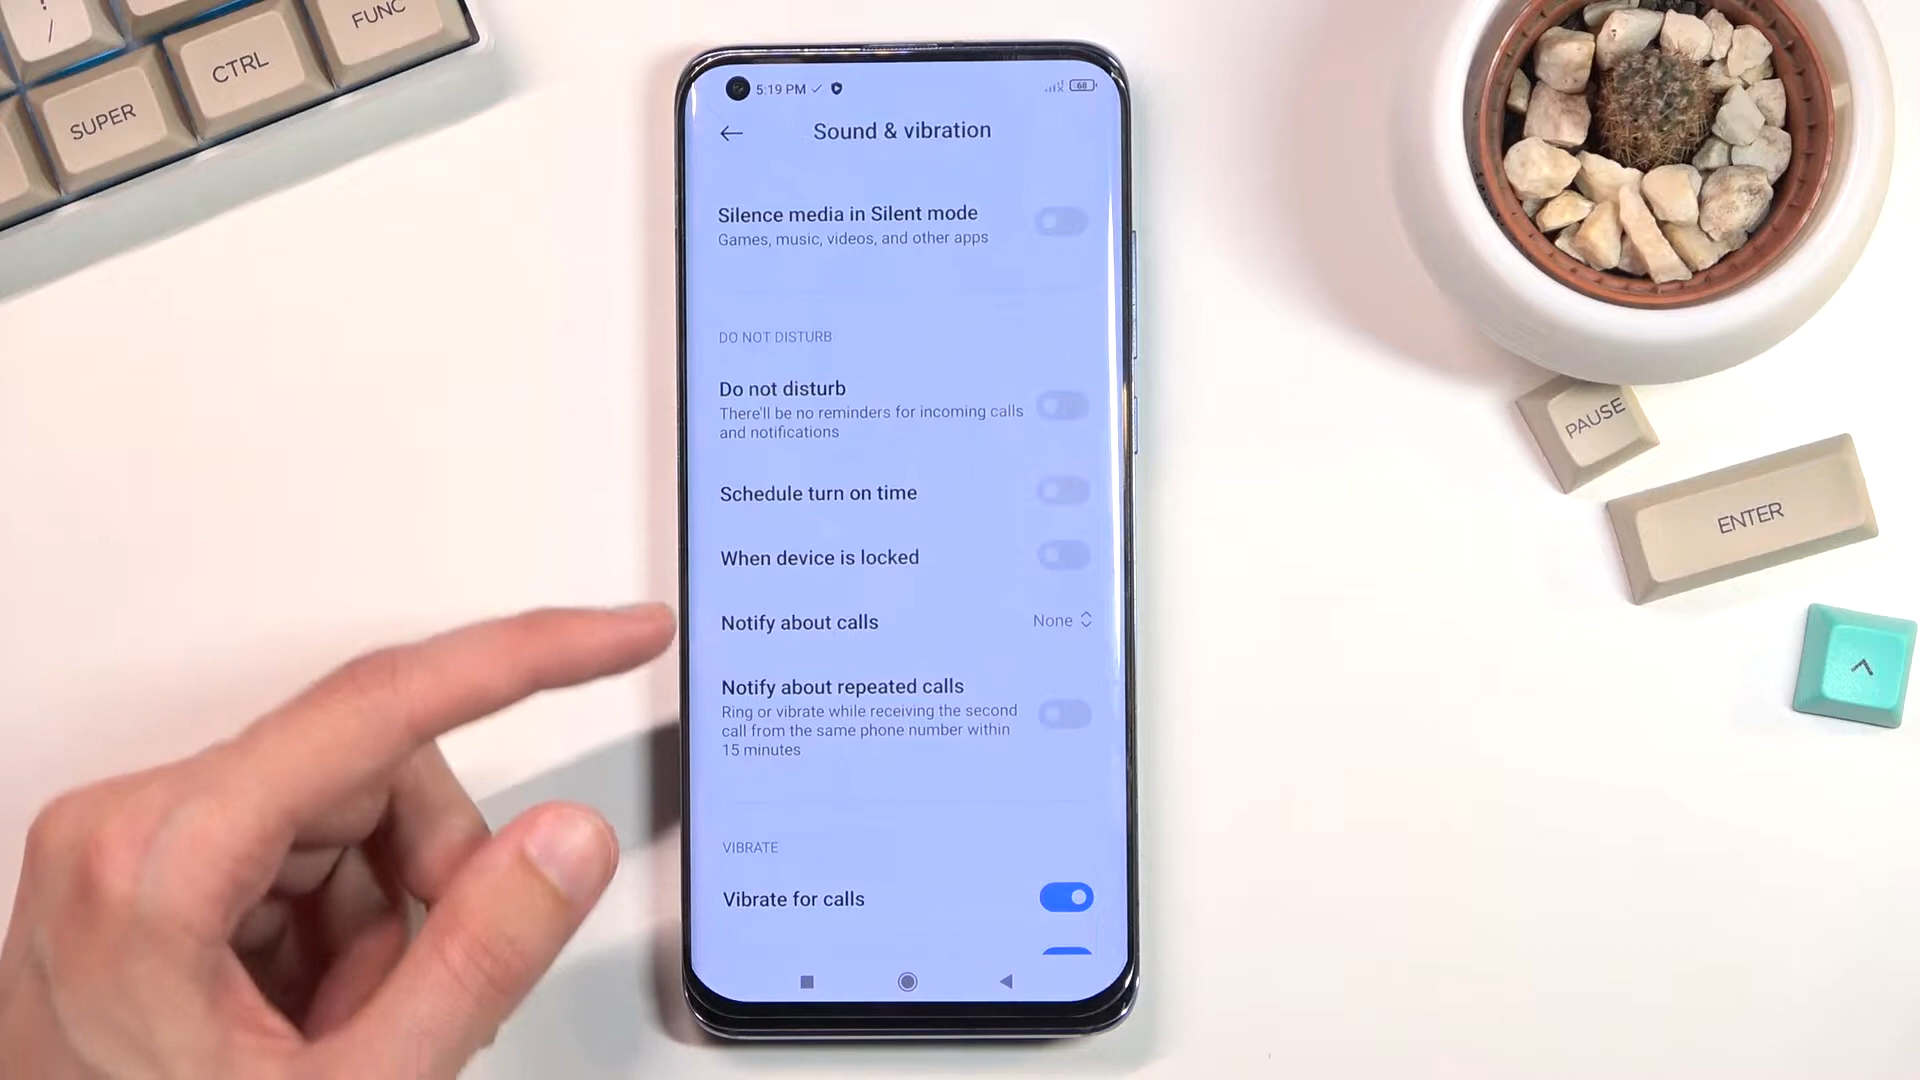 !
/
FUNC
CTRL
SUPER
5:19 PM
68
Sound & vibration
Silence media in Silent mode
Games, music, videos, and other apps
DO NOT DISTURB
Do not disturb
There'll be no reminders for incoming calls
and notifications
Schedule turn on time
When device is locked
Notify about calls
None
Notify about repeated calls
Ring or vibrate while receiving the second
call from the same phone number within
15 minutes
VIBRATE
Vibrate for calls
PAUSE
ENTER
^